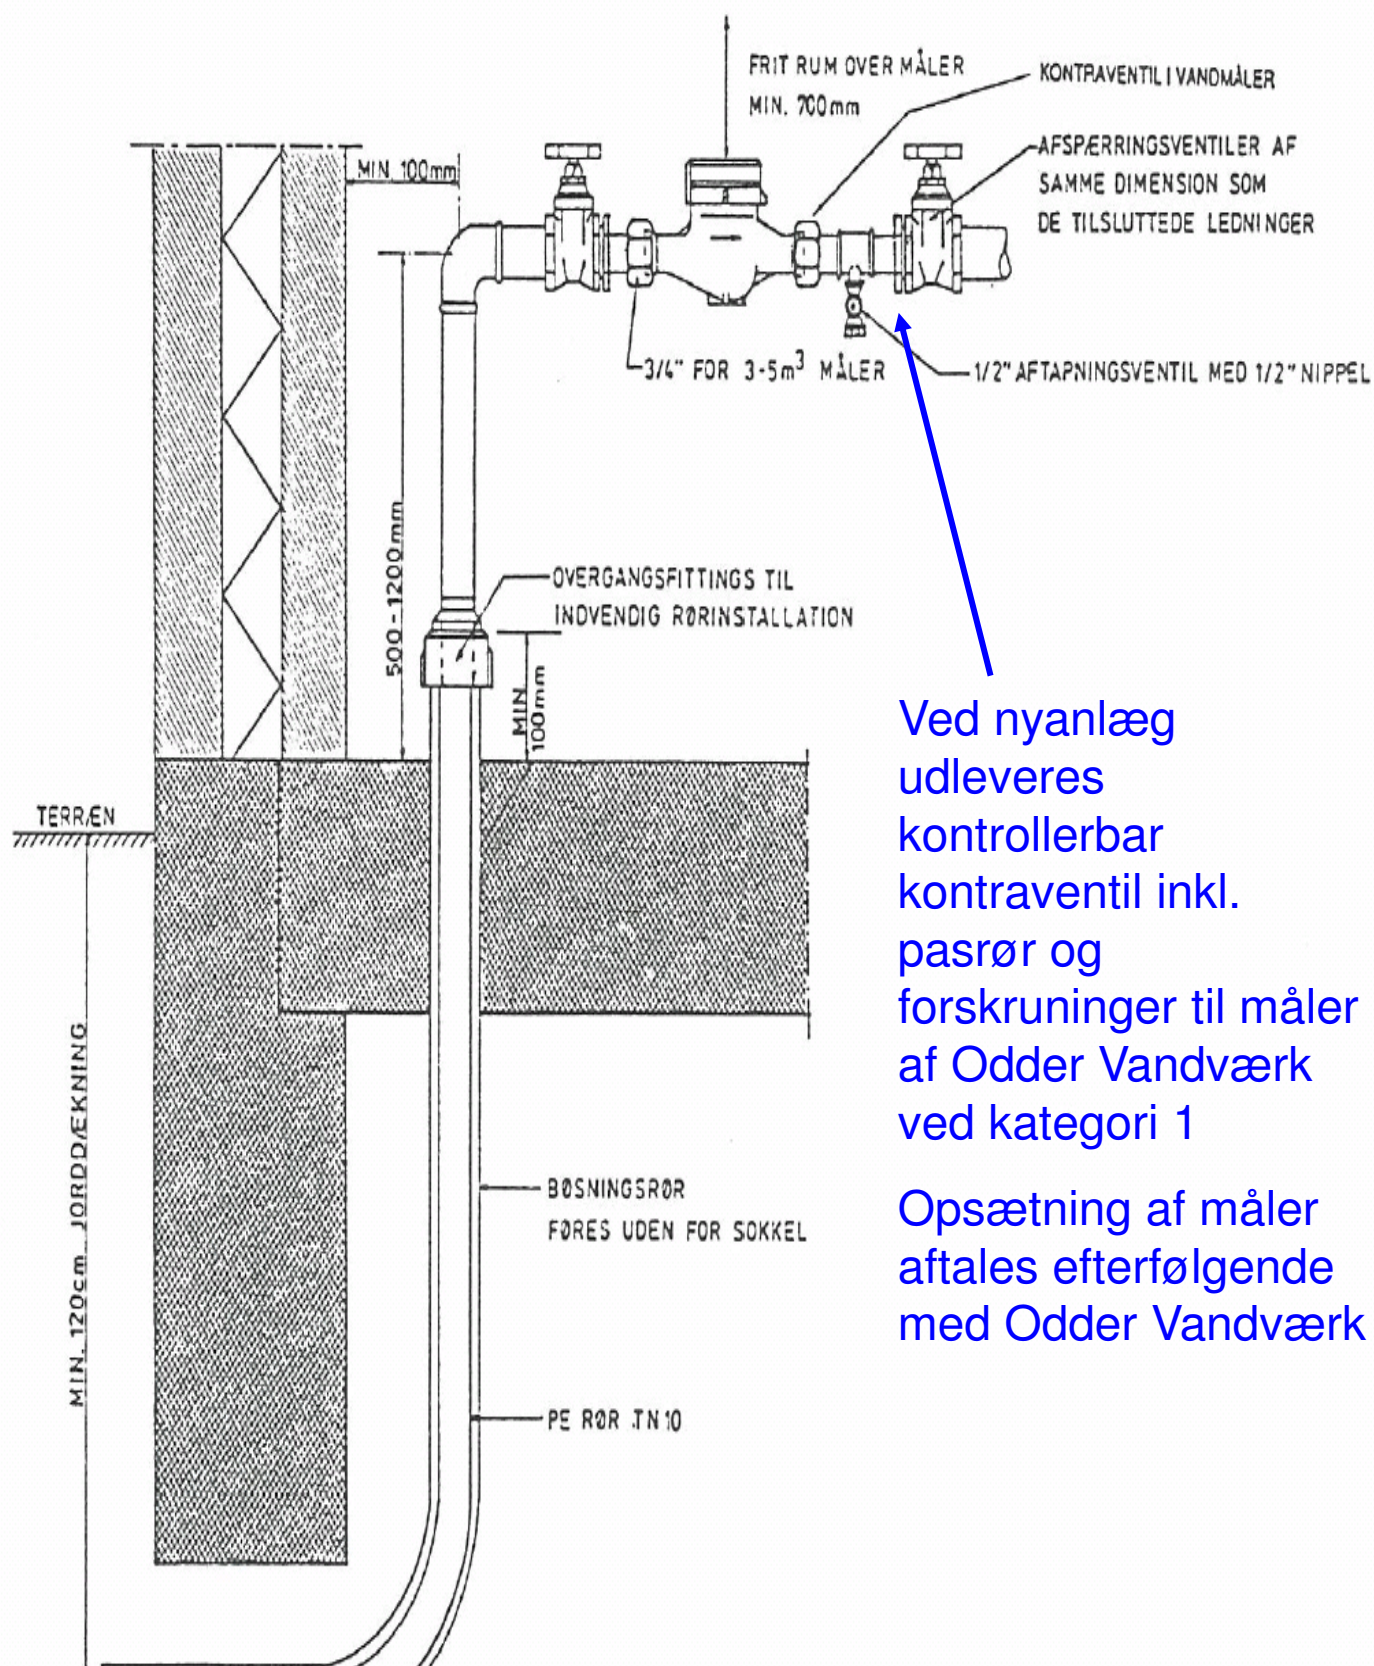 FRIT RUM OVER MÅLER
MIN. 700mm
KONTRAVENTIL I VANDMÅLER
AFSPÆRRINGSVENTILER AF
SAMME DIMENSION SOM
DE TILSLUTTEDE LEDNINGER
MIN. 100mm
3/4" FOR 3-5m³ MÅLER
1/2" AFTAPNINGSVENTIL MED 1/2" NIPPEL
500-1200mm
OVERGANGSFITTINGS TIL
INDVENDIG RØRINSTALLATION
MIN
100mm
Ved nyanlæg
udleveres
kontrollerbar
kontraventil inkl.
pasrør og
forskruninger til måler
af Odder Vandværk
ved kategori 1
Opsætning af måler
aftales efterfølgende
med Odder Vandværk
TERRÆN
MIN. 120cm JORDDÆKNING
BØSNINGSRØR
FØRES UDEN FOR SOKKEL
PE RØR .TN10